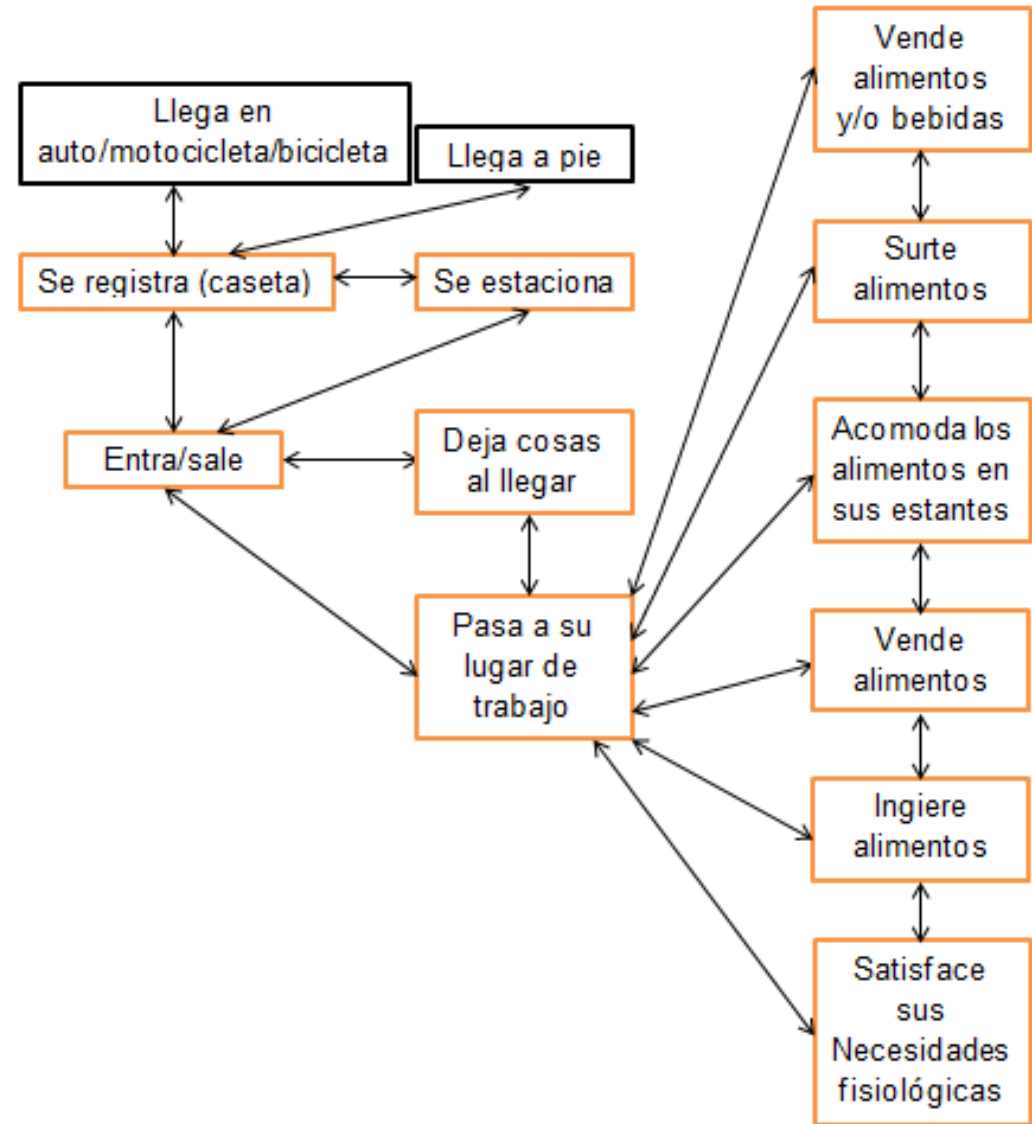 Llega en
auto/motocicleta/bicicleta
Llega a pie
Se registra (caseta)
Se estaciona
Entra/sale
Deja cosas
al llegar
Pasa a su
lugar de
trabajo
Vende
alimentos
y/o bebidas
Surte
alimentos
Acomoda los
alimentos en
sus estantes
Vende
alimentos
Ingiere
alimentos
Satisface
sus
Necesidades
fisiológicas